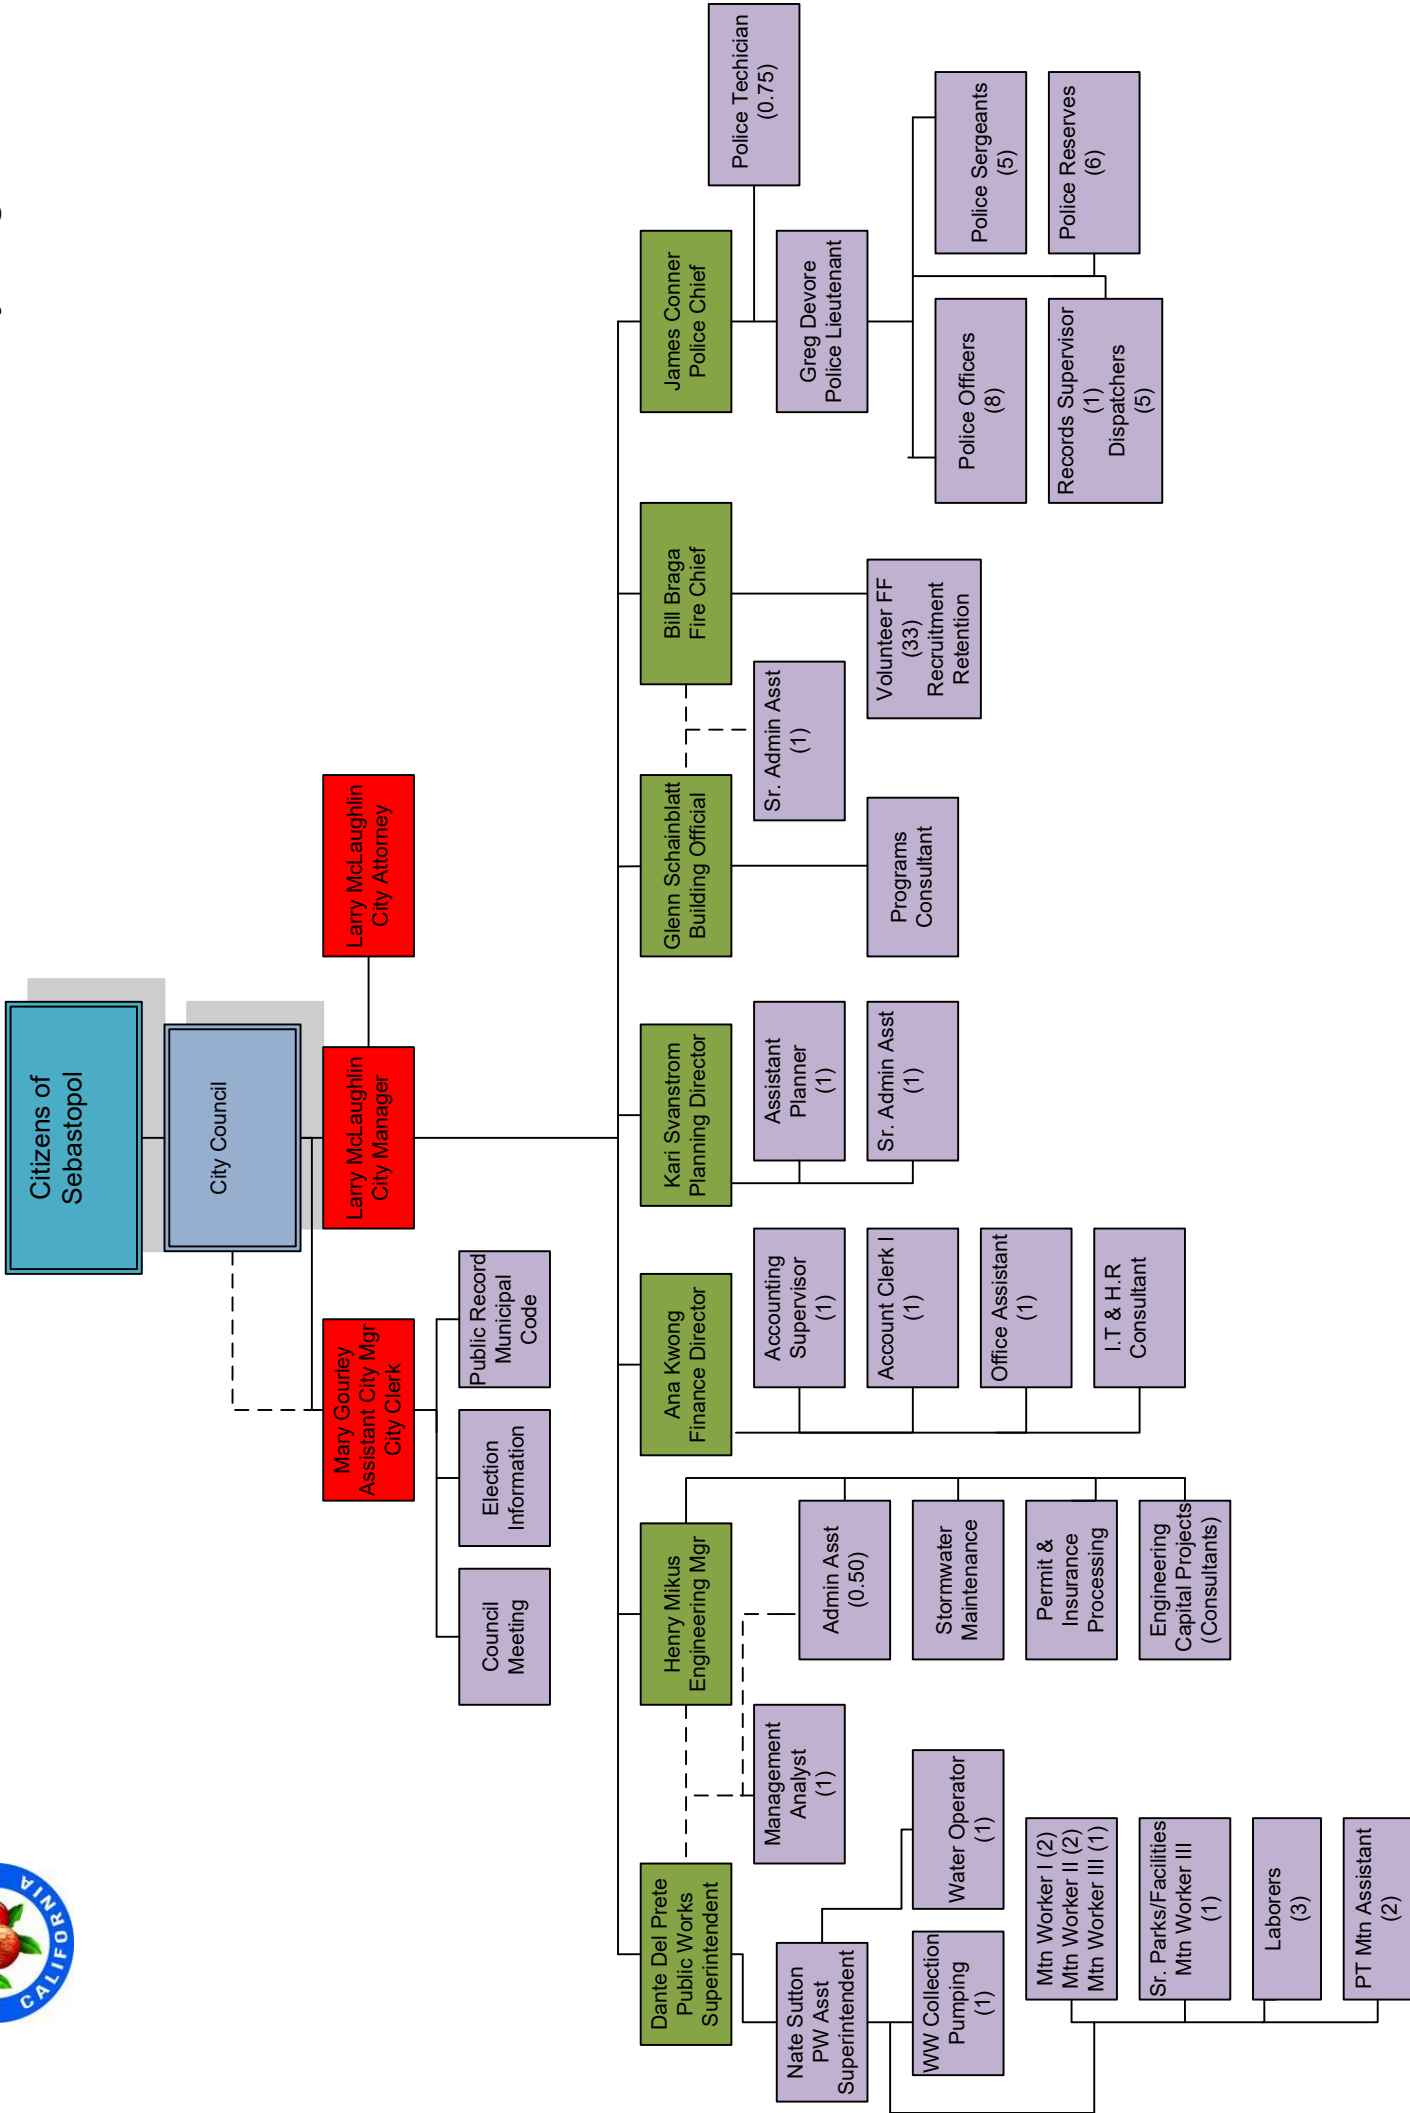 CALIFORNIA
Citizens of
Sebastopol
City Council
Mary Gourley
Assistant City Mgr
City Clerk
Larry McLaughlin
City Manager
Larry McLaughlin
City Attorney
Council
Meeting
Election
Information
Public Record
Municipal
Code
Dante Del Prete
Public Works
Superintendent
Henry Mikus
Engineering Mgr
Ana Kwong
Finance Director
Kari Svanstrom
Planning Director
Glenn Schainblatt
Building Official
Bill Braga
Fire Chief
James Conner
Police Chief
Nate Sutton
PW Asst
Superintendent
WW Collection
Pumping
(1)
Water Operator
(1)
Mtn Worker I (2)
Mtn Worker II (2)
Mtn Worker III (1)
Sr. Parks/Facilities
Mtn Worker III
(1)
Laborers
(3)
PT Mtn Assistant
(2)
Management
Analyst
(1)
Admin Asst
(0.50)
Stormwater
Maintenance
Permit &
Insurance
Processing
Engineering
Capital Projects
(Consultants)
Accounting
Supervisor
(1)
Account Clerk I
(1)
Office Assistant
(1)
I.T & H.R
Consultant
Assistant
Planner
(1)
Sr. Admin Asst
(1)
Programs
Consultant
Sr. Admin Asst
(1)
Volunteer FF
(33)
Recruitment
Retention
Police Techician
(0.75)
Greg Devore
Police Lieutenant
Police Officers
(8)
Police Sergeants
(5)
Records Supervisor
(1)
Dispatchers
(5)
Police Reserves
(6)